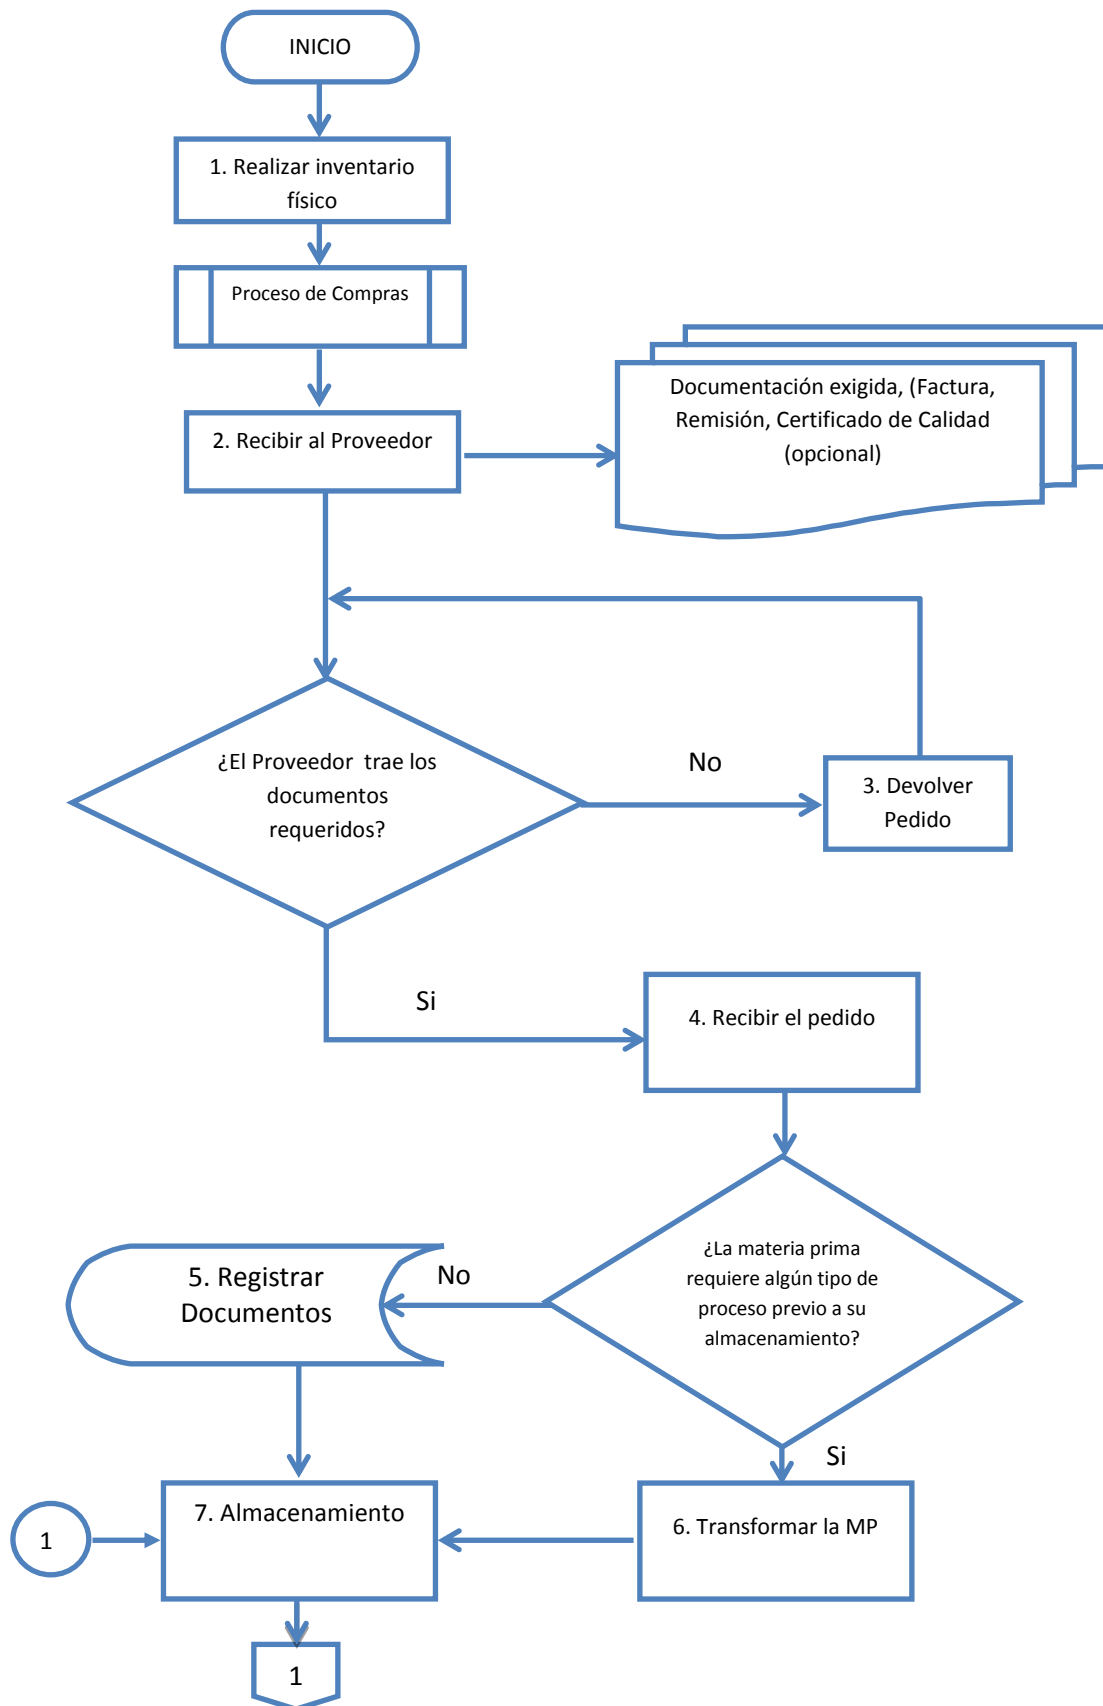 INICIO
1. Realizar inventario
físico
Proceso de Compras
Documentación exigida, (Factura,
Remisión, Certificado de Calidad
(opcional)
2. Recibir al Proveedor
¿El Proveedor trae los
documentos
requeridos?
No
3. Devolver
Pedido
Si
4. Recibir el pedido
¿La materia prima
requiere algún tipo de
proceso previo a su
almacenamiento?
No
5. Registrar
Documentos
Si
6. Transformar la MP
7. Almacenamiento
1
1